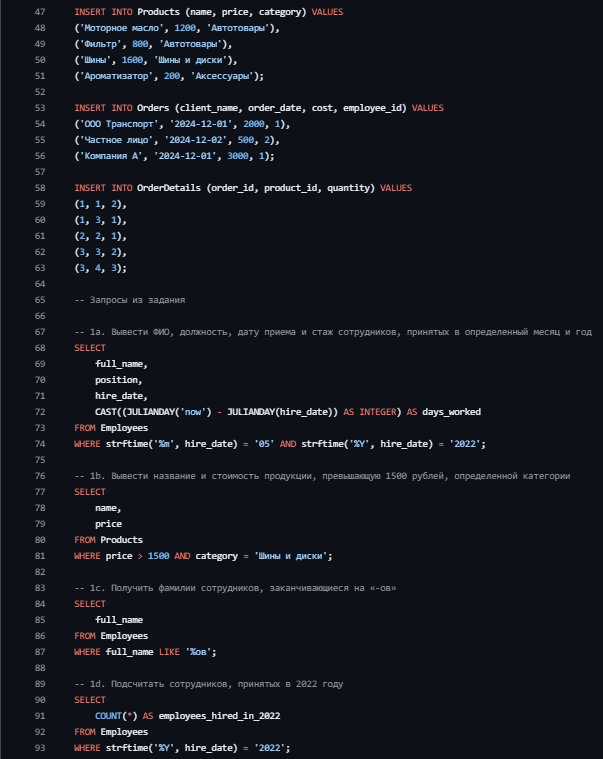 47 INSERT INTO Products (name, price, category) VALUES
48 ('Моторное масло', 1200, 'Автотовары'),
49 ('Фильтр', 800, 'Автотовары'),
50 ('Шины', 1600, 'Шины и диски'),
51 ('Ароматизатор', 200, 'Аксессуары');
52
53 INSERT INTO Orders (client_name, order_date, cost, employee_id) VALUES
54 ('ООО Транспорт', '2024-12-01', 2000, 1),
55 ('Частное лицо', '2024-12-02', 500, 2),
56 ('Компания А', '2024-12-01', 3000, 1);
57
58 INSERT INTO OrderDetails (order_id, product_id, quantity) VALUES
59 (1, 1, 2),
60 (1, 3, 1),
61 (2, 2, 1),
62 (3, 3, 2),
63 (3, 4, 3);
64
65 -- Запросы из задания
66
67 -- 1a. Вывести ФИО, должность, дату приема и стаж сотрудников, принятых в определенный месяц и год
68 SELECT
69 full_name,
70 position,
71 hire_date,
72 CAST((JULIANDAY('now') - JULIANDAY(hire_date)) AS INTEGER) AS days_worked
73 FROM Employees
74 WHERE strftime('%m', hire_date) = '05' AND strftime('%Y', hire_date) = '2022';
75
76 -- 1b. Вывести название и стоимость продукции, превышающую 1500 рублей, определенной категории
77 SELECT
78 name,
79 price
80 FROM Products
81 WHERE price > 1500 AND category = 'Шины и диски';
82
83 -- 1c. Получить фамилии сотрудников, заканчивающиеся на «-ов»
84 SELECT
85 full_name
86 FROM Employees
87 WHERE full_name LIKE '%ов';
88
89 -- 1d. Подсчитать сотрудников, принятых в 2022 году
90 SELECT
91 COUNT(*) AS employees_hired_in_2022
92 FROM Employees
93 WHERE strftime('%Y', hire_date) = '2022';